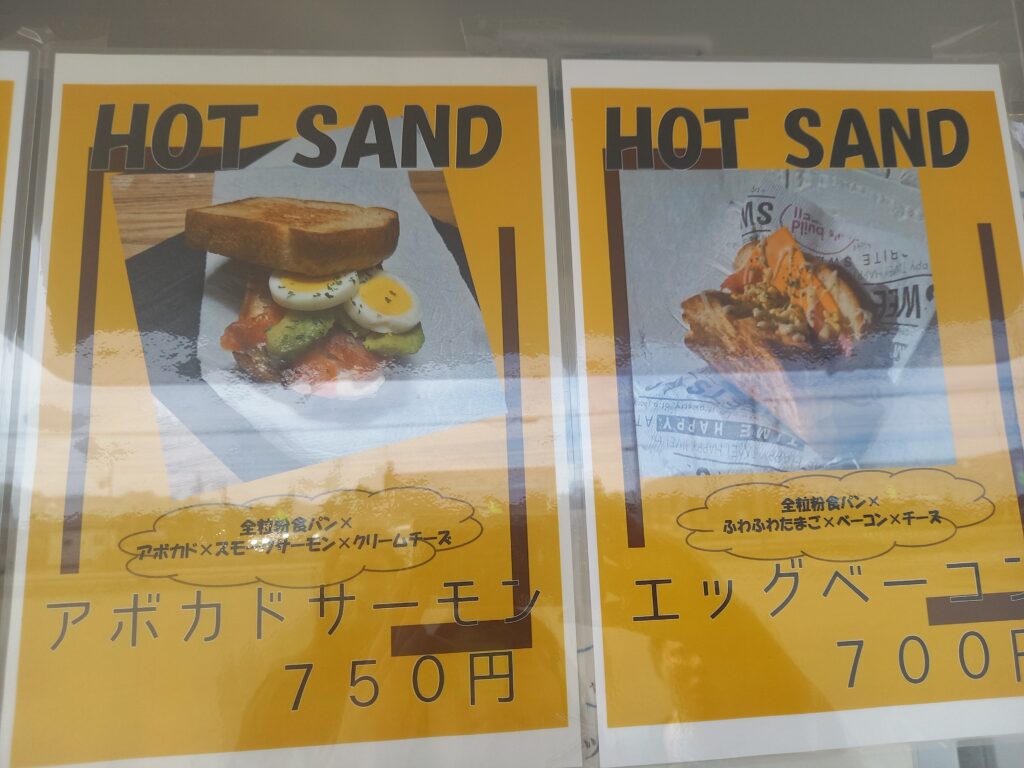 HOT SAND
全粒粉食パン×
アボカド×スモークサーモン×クリームチーズ
アボカドサーモン
７５０円
HOT SAND
全粒粉食パン×
ふわふわたまご×ベーコン×チーズ
エッグベーコン
７００円
TIME HAPPY